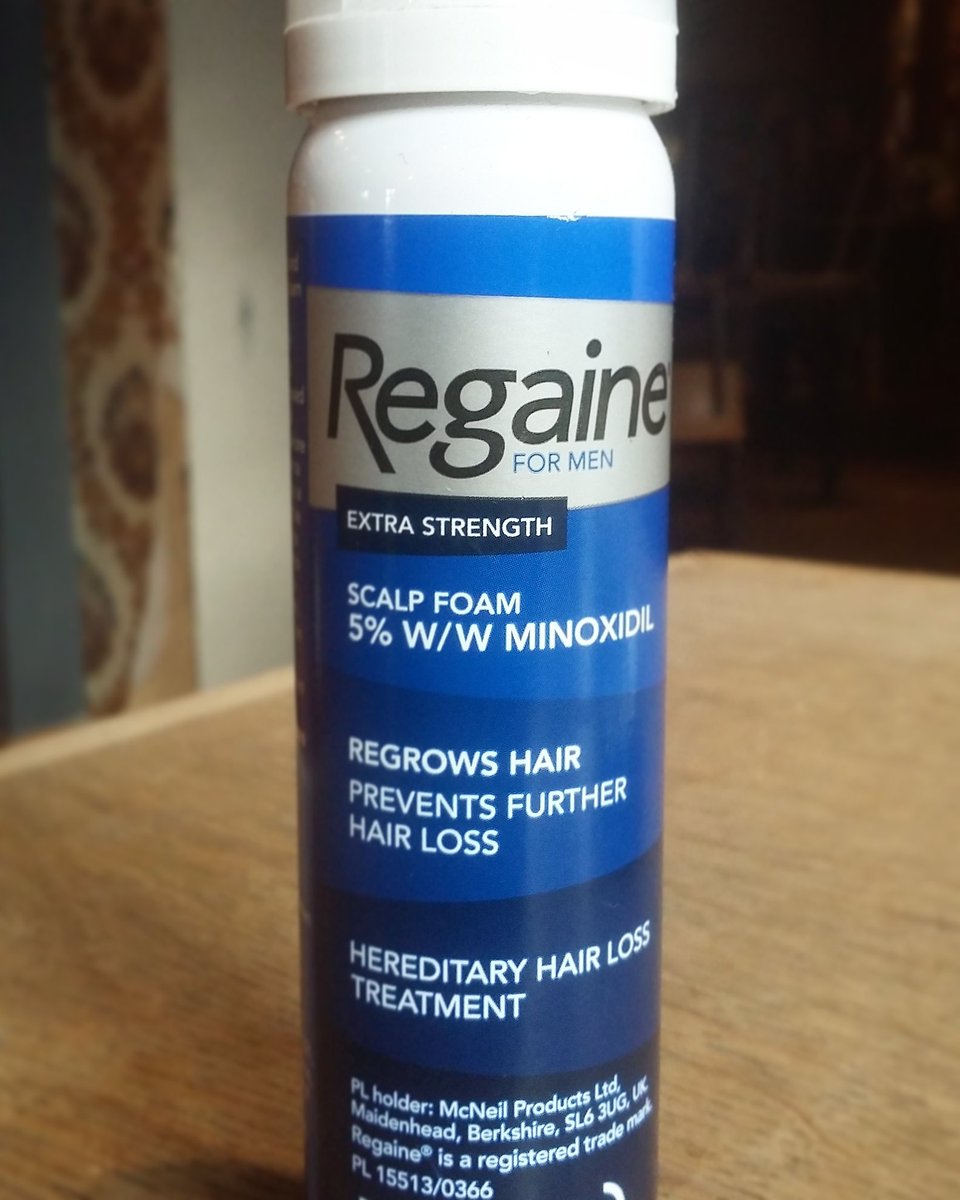 Regaine
FOR MEN
EXTRA STRENGTH
SCALP FOAM
5% W/W MINOXIDIL
REGROWS HAIR
PREVENTS FURTHER
HAIR LOSS
HEREDITARY HAIR LOSS
TREATMENT
PL holder: McNeil Products Ltd,
Maidenhead, Berkshire, SL6 3UG, UK.
Regaine® is a registered trade mark.
PL 15513/0366